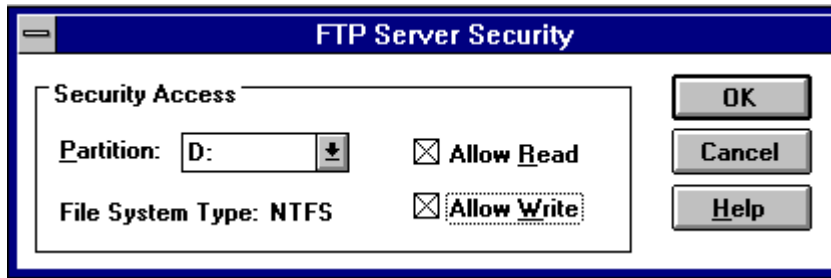 FTP Server Security
Security Access
Partition: D:
Allow Read
File System Type: NTFS
Allow Write
OK
Cancel
Help